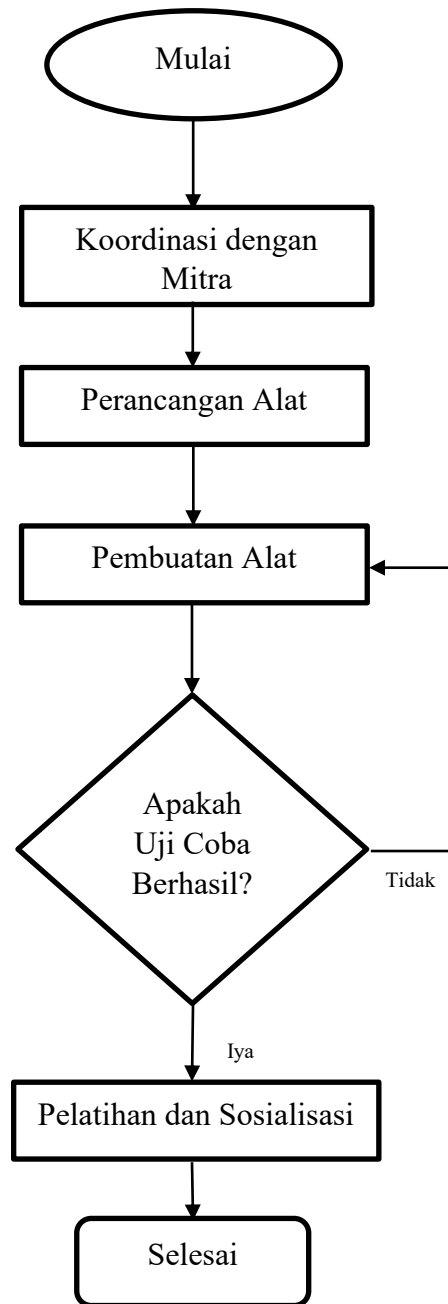 Mulai
Koordinasi dengan
Mitra
Perancangan Alat
Pembuatan Alat
Apakah
Uji Coba
Berhasil?
Tidak
Iya
Pelatihan dan Sosialisasi
Selesai